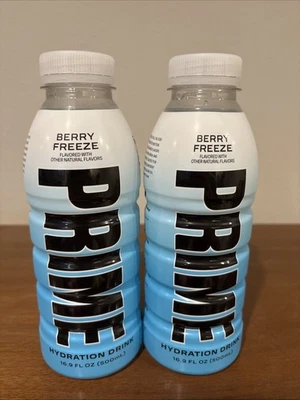 BERRY
FREEZE
FLAVORED WITH
OTHER NATURAL FLAVORS
PRIME
HYDRATION DRINK
16.9 FL OZ (500mL)
BERRY
FREEZE
FLAVORED WITH
OTHER NATURAL FLAVORS
PRIME
HYDRATION DRINK
16.9 FL OZ (500mL)